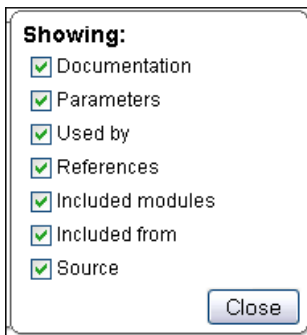 Showing:
Documentation
Parameters
Used by
References
Included modules
Included from
Source
Close